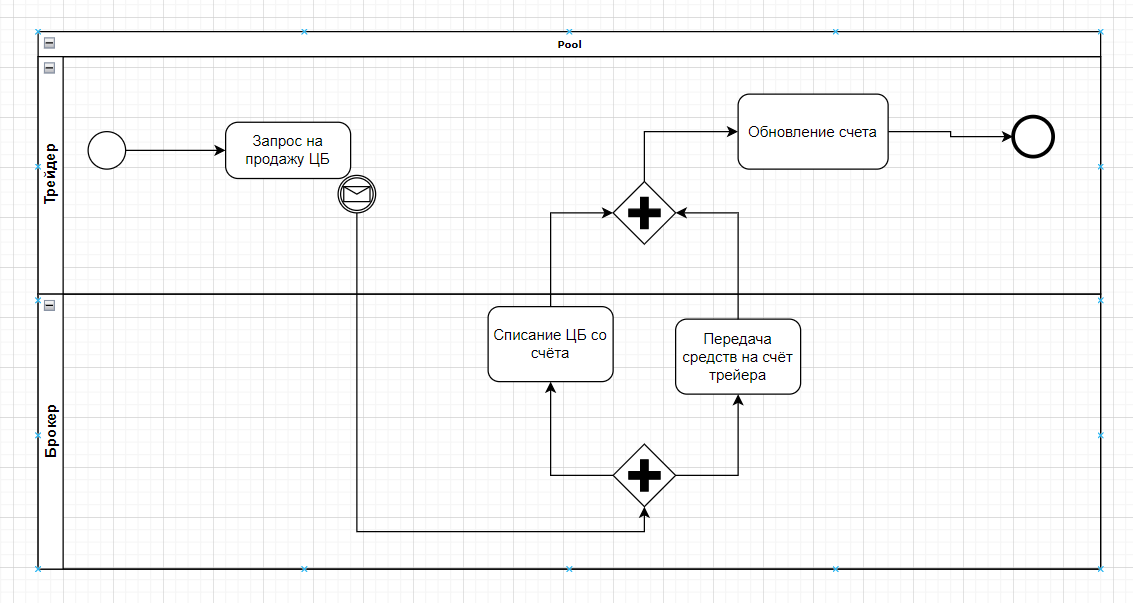 Pool
Трейдер
Запрос на
продажу ЦБ
Обновление счета
Брокер
Списание ЦБ со
счёта
Передача
средств на счёт
трейера